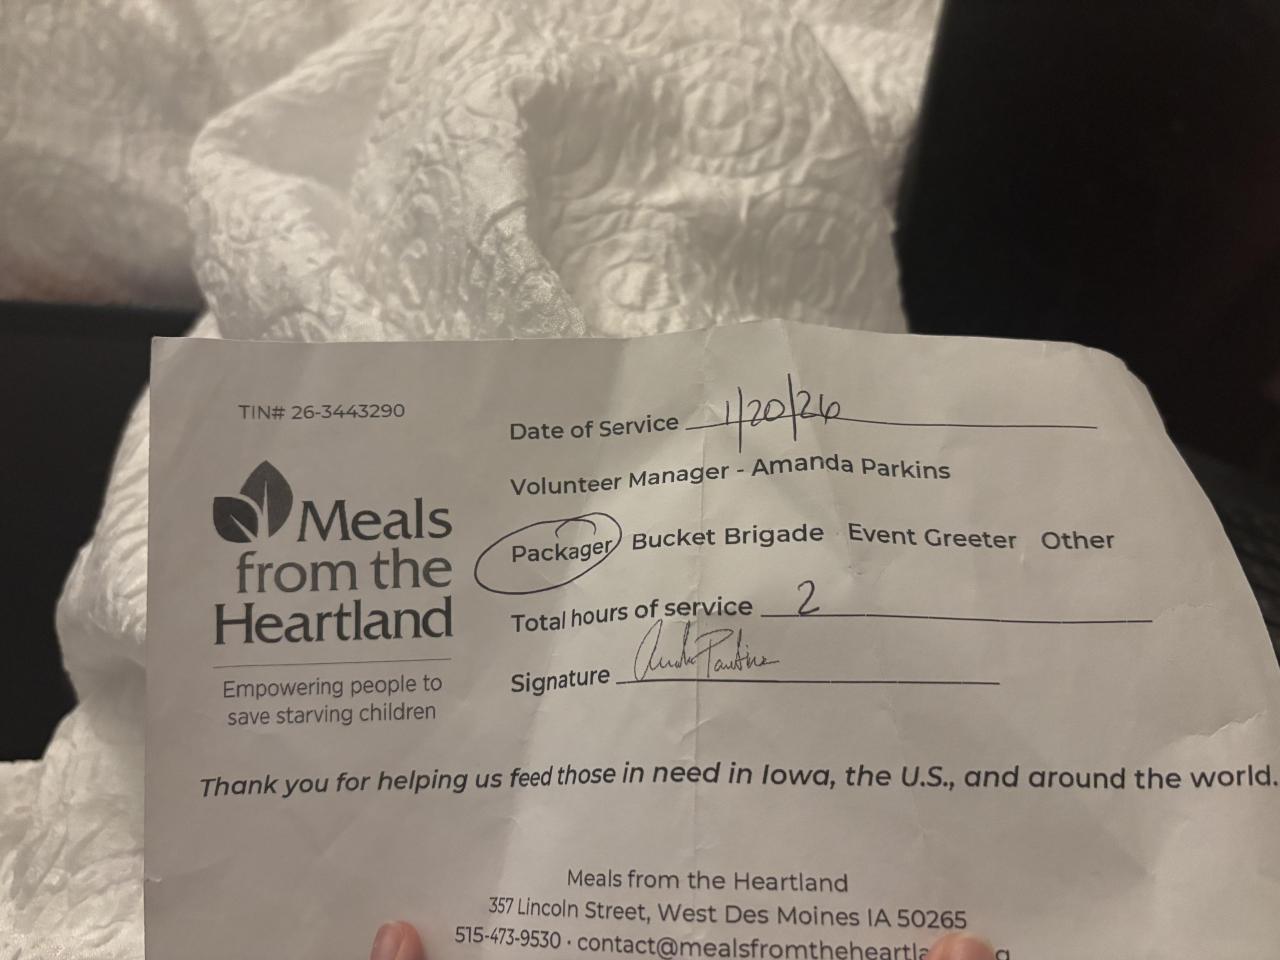 TIN# 26-3443290
Meals
from the
Heartland
Empowering people to
save starving children
Date of Service 1/20/26
Volunteer Manager - Amanda Parkins
Packager Bucket Brigade Event Greeter Other
Total hours of service 2
Signature
Thank you for helping us feed those in need in Iowa, the U.S., and around the world.
Meals from the Heartland
357 Lincoln Street, West Des Moines IA 50265
515-473-9530 ·